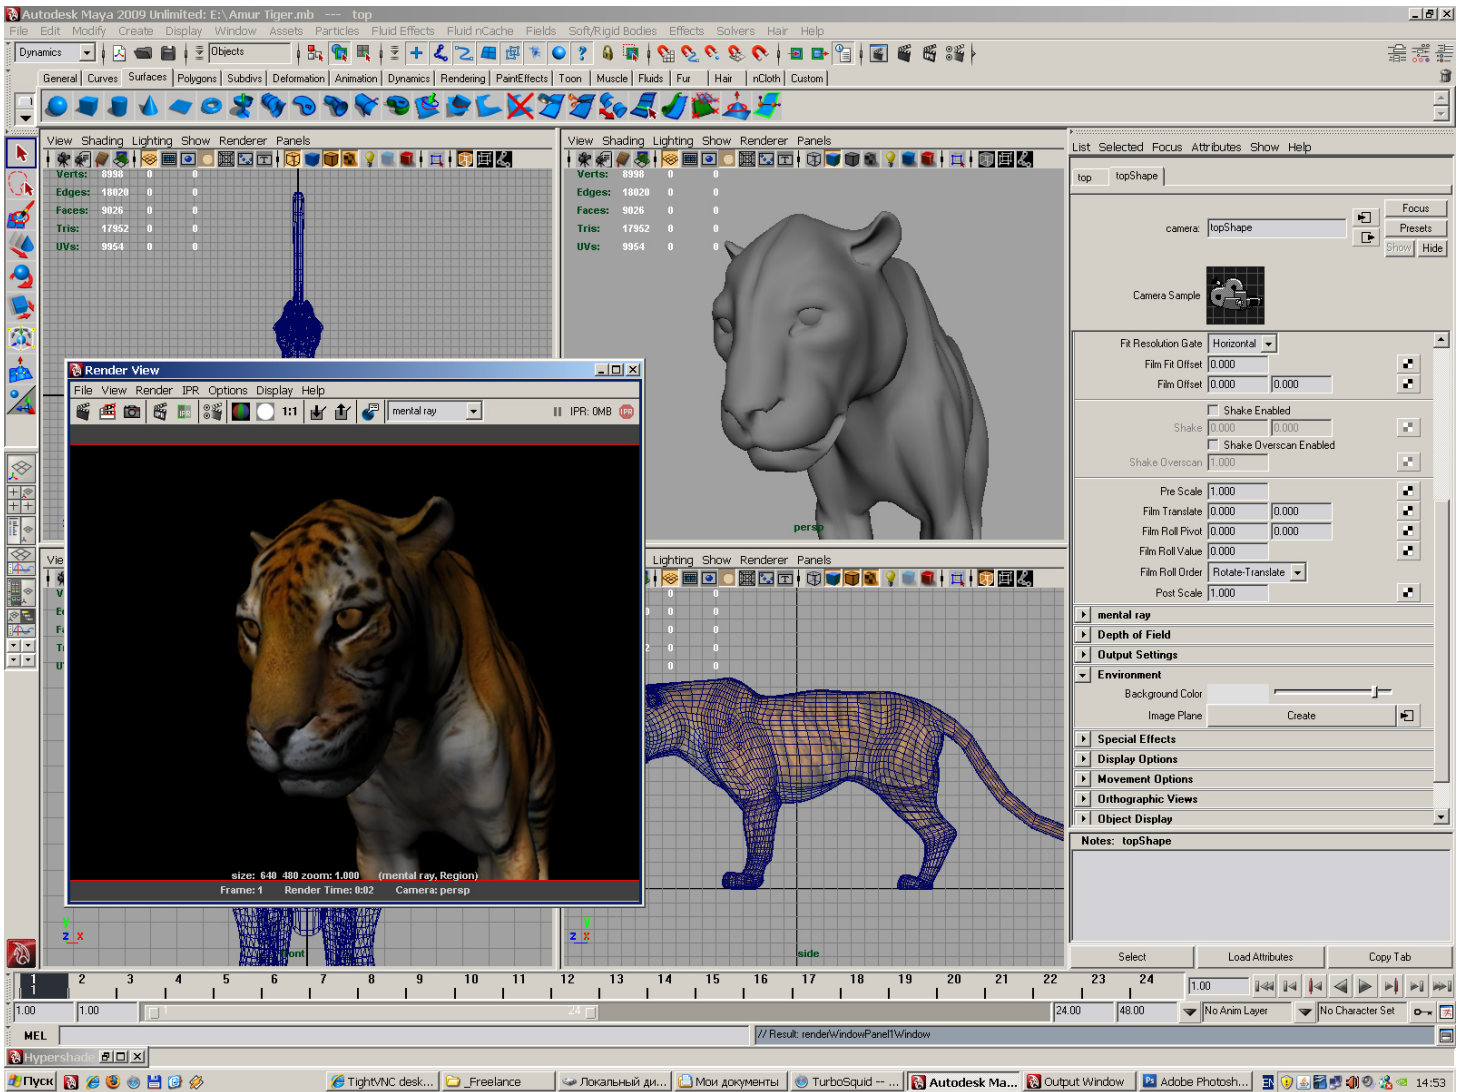 Autodesk Maya 2009 Unlimited: E:\Amur Tiger.mb --- top
File Edit Modify Create Display Window Assets Particles Fluid Effects Fluid nCache Fields Soft/Rigid Bodies Effects Solvers Hair Help
Dynamics Objects
General Curves Surfaces Polygons Subdivs Deformation Animation Dynamics Rendering PaintEffects Toon Muscle Fluids Fur Hair nCloth Custom
View Shading Lighting Show Renderer Panels
Verts: 8998 0 0
Edges: 18020 0 0
Faces: 9026 0 0
Tris: 17952 0 0
UVs: 9954 0 0
View Shading Lighting Show Renderer Panels
Verts: 8998 0 0
Edges: 18020 0 0
Faces: 9026 0 0
Tris: 17952 0 0
UVs: 9954 0 0
persp
Render View
File View Render IPR Options Display Help
IPR 1:1 mental ray IPR: 0MB IPR
size: 640 480 zoom: 1.000 (mental ray, Region)
Frame: 1 Render Time: 0:02 Camera: persp
Vie
Lighting Show Renderer Panels
0 0
0 0
0 0
0 0
0 0
y
z x
front
y
z x
side
List Selected Focus Attributes Show Help
top topShape
camera: topShape
Focus
Presets
Show Hide
Camera Sample
Fit Resolution Gate Horizontal
Film Fit Offset 0.000
Film Offset 0.000 0.000
Shake Enabled
Shake 0.000 0.000
Shake Overscan Enabled
Shake Overscan 1.000
Pre Scale 1.000
Film Translate 0.000 0.000
Film Roll Pivot 0.000 0.000
Film Roll Value 0.000
Film Roll Order Rotate-Translate
Post Scale 1.000
mental ray
Depth of Field
Output Settings
Environment
Background Color
Image Plane Create
Special Effects
Display Options
Movement Options
Orthographic Views
Object Display
Notes: topShape
Select Load Attributes Copy Tab
1 2 3 4 5 6 7 8 9 10 11 12 13 14 15 16 17 18 19 20 21 22 23 24 1.00
1
1.00 1.00 1 24 24.00 48.00 No Anim Layer No Character Set
MEL // Result: renderWindowPanel1Window
Hypershade
Пуск TightVNC desk... _Freelance Локальный ди... Мои документы TurboSquid -- ... Autodesk Ma... Output Window Adobe Photosh... EN 14:53